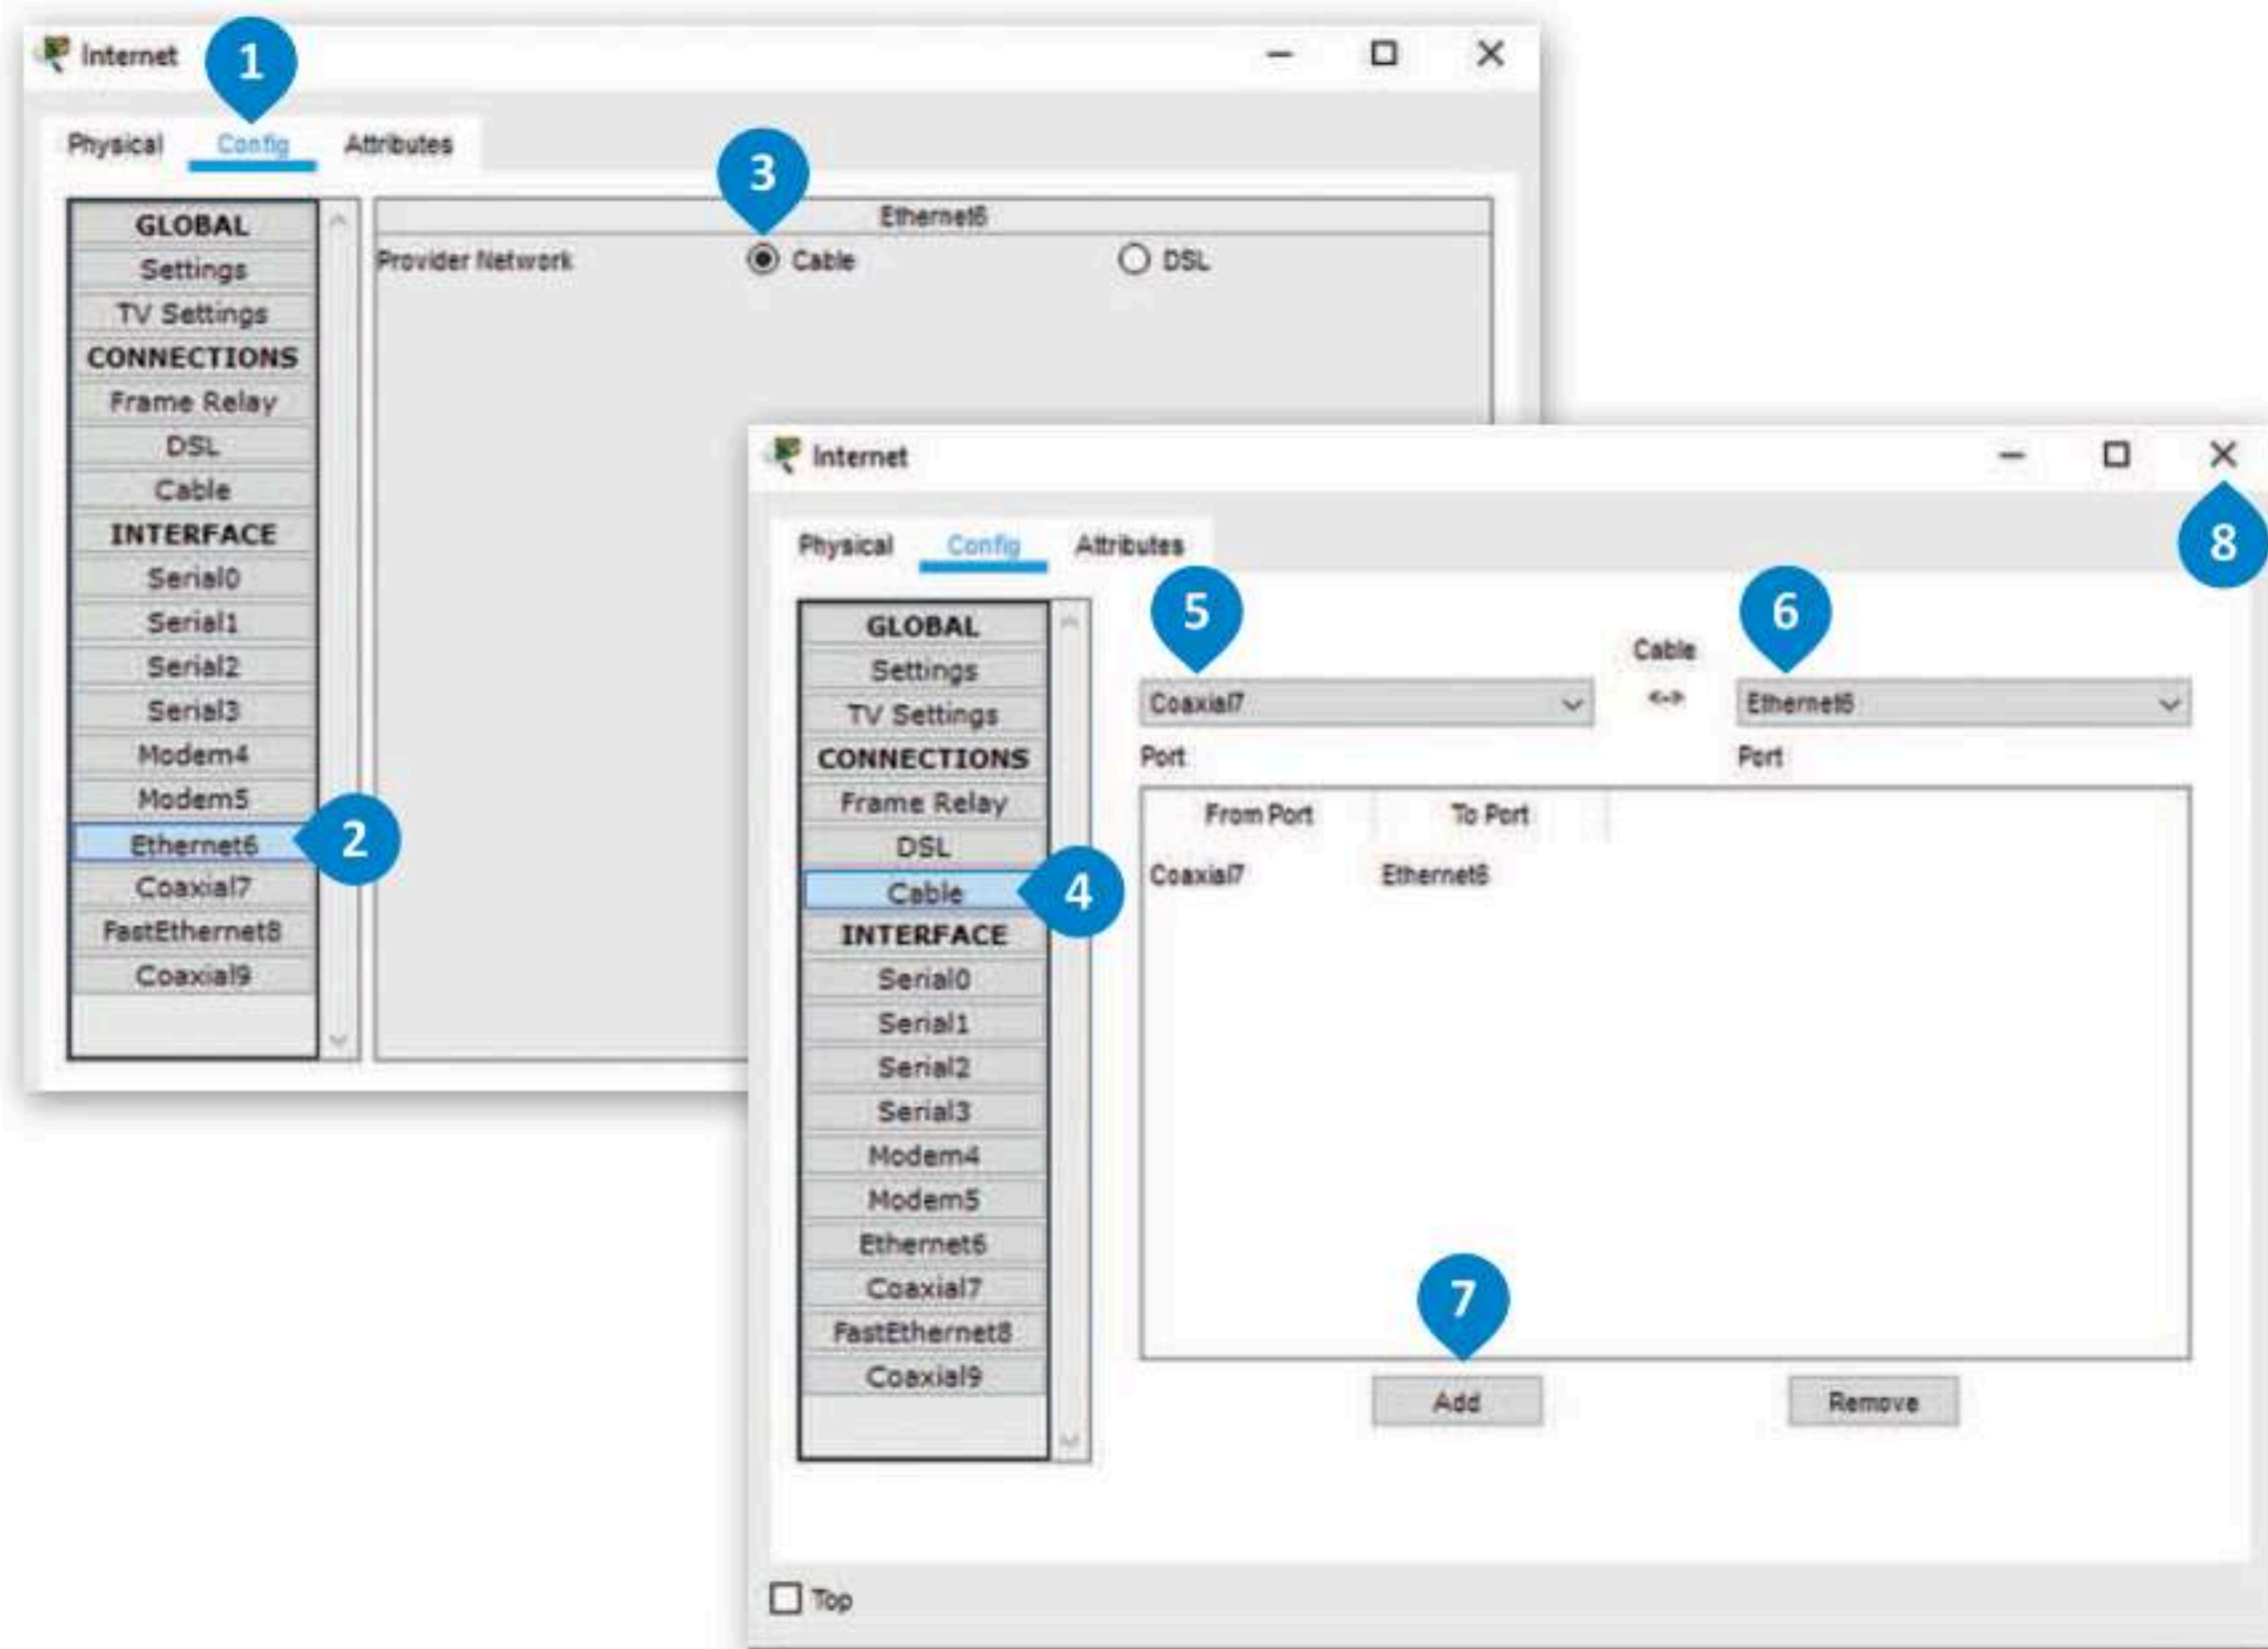 Internet
1
Physical Config Attributes
3
GLOBAL
Settings
TV Settings
CONNECTIONS
Frame Relay
DSL
Cable
INTERFACE
Serial0
Serial1
Serial2
Serial3
Modem4
Modem5
Ethernet6
2
Coaxial7
FastEthernet8
Coaxial9
Ethernet6
Provider Network Cable DSL
Internet
8
Physical Config Attributes
5
6
GLOBAL
Settings
TV Settings
CONNECTIONS
Frame Relay
DSL
Cable
4
INTERFACE
Serial0
Serial1
Serial2
Serial3
Modem4
Modem5
Ethernet6
Coaxial7
FastEthernet8
Coaxial9
Cable
Coaxial7 <-> Ethernet6
Port Port
From Port To Port
Coaxial7 Ethernet6
7
Add Remove
Top